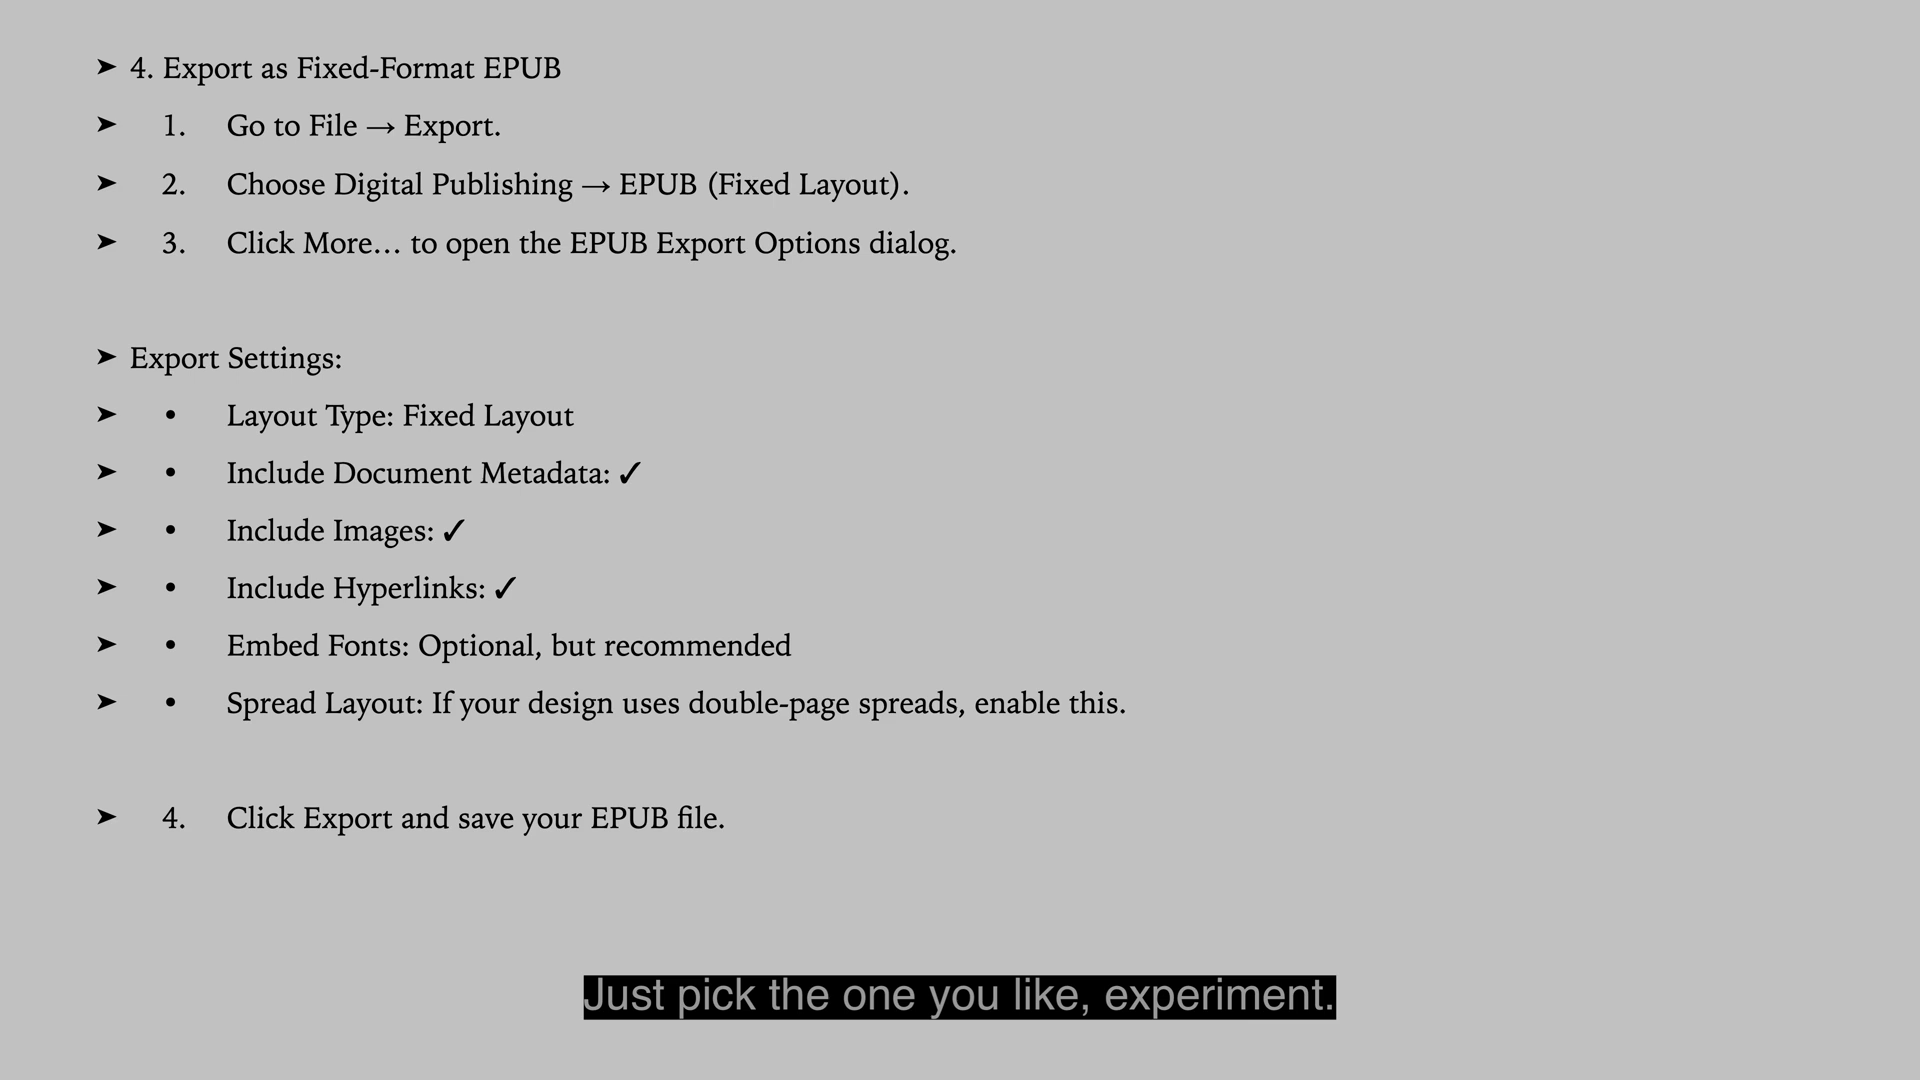 ➤ 4. Export as Fixed-Format EPUB
➤ 1. Go to File → Export.
➤ 2. Choose Digital Publishing → EPUB (Fixed Layout).
➤ 3. Click More… to open the EPUB Export Options dialog.
➤ Export Settings:
➤ • Layout Type: Fixed Layout
➤ • Include Document Metadata: ✓
➤ • Include Images: ✓
➤ • Include Hyperlinks: ✓
➤ • Embed Fonts: Optional, but recommended
➤ • Spread Layout: If your design uses double-page spreads, enable this.
➤ 4. Click Export and save your EPUB file.
Just pick the one you like, experiment.